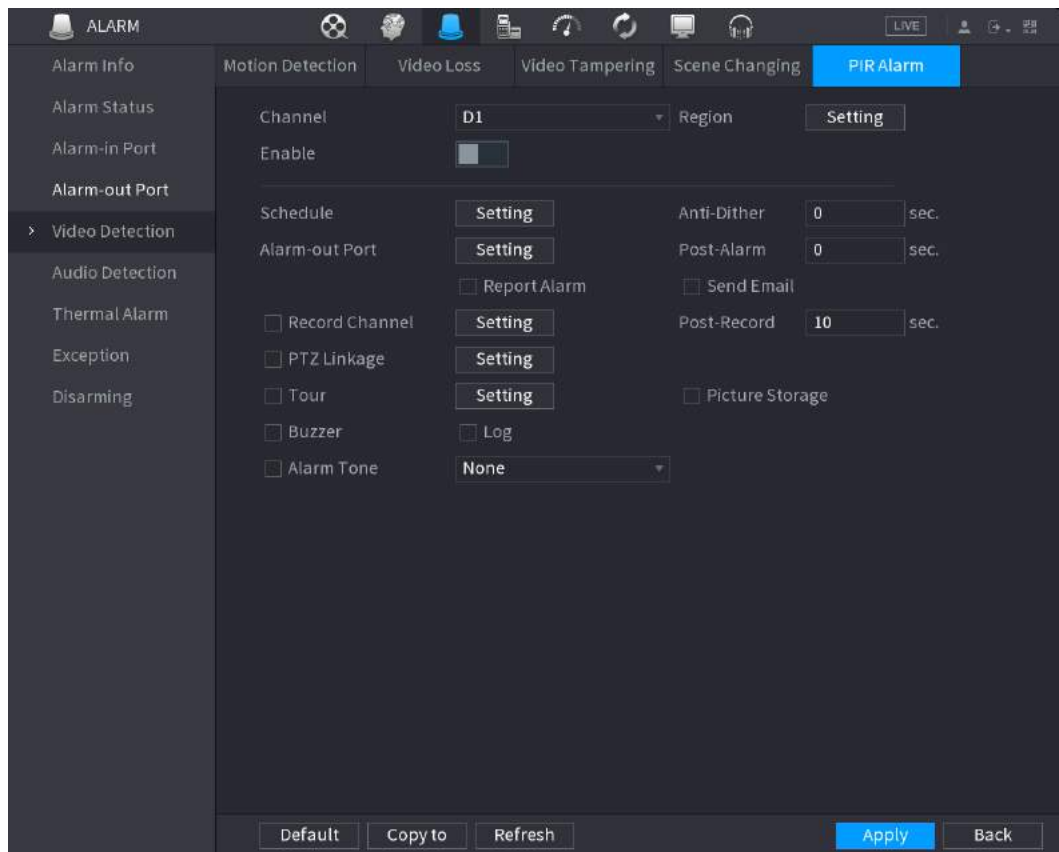 ALARM LIVE
Alarm Info
Alarm Status
Alarm-in Port
Alarm-out Port
Video Detection
Audio Detection
Thermal Alarm
Exception
Disarming
Motion Detection Video Loss Video Tampering Scene Changing PIR Alarm
Channel D1 Region Setting
Enable
Schedule Setting Anti-Dither 0 sec.
Alarm-out Port Setting Post-Alarm 0 sec.
Report Alarm Send Email
Record Channel Setting Post-Record 10 sec.
PTZ Linkage Setting
Tour Setting Picture Storage
Buzzer Log
Alarm Tone None
Default Copy to Refresh Apply Back